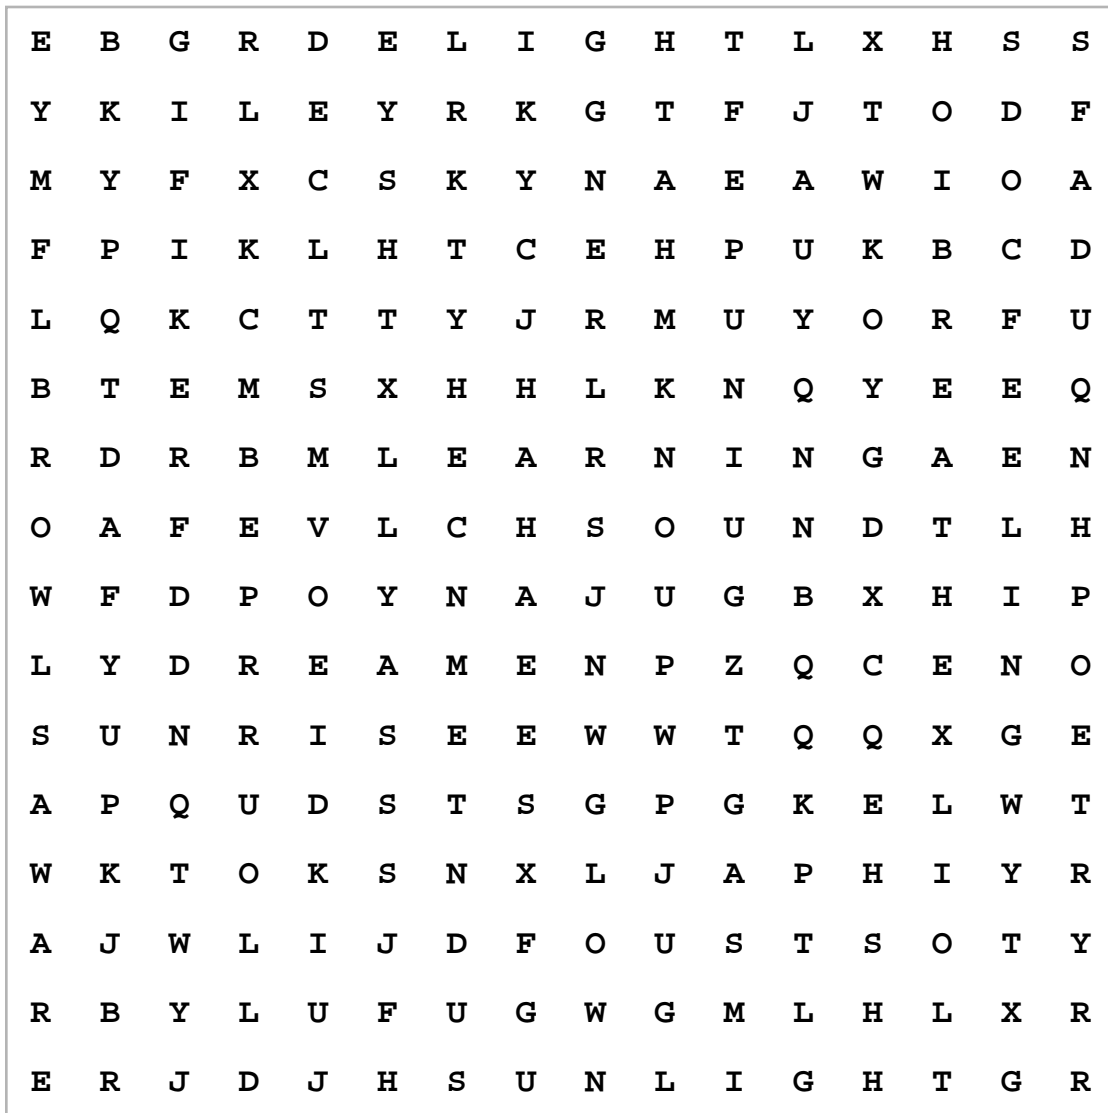 E B G R D E L I G H T L X H S S
Y K I L E Y R K G T F J T O D F
M Y F X C S K Y N A E A W I O A
F P I K L H T C E H P U K B C D
L Q K C T T Y J R M U Y O R F U
B T E M S X H H L K N Q Y E E Q
R D R B M L E A R N I N G A E N
O A F E V L C H S O U N D T L H
W F D P O Y N A J U G B X H I P
L Y D R E A M E N P Z Q C E N O
S U N R I S E E W W T Q Q X G E
A P Q U D S T S G P G K E L W T
W K T O K S N X L J A P H I Y R
A J W L I J D F O U S T S O T Y
R B Y L U F U G W G M L H L X R
E R J D J H S U N L I G H T G R